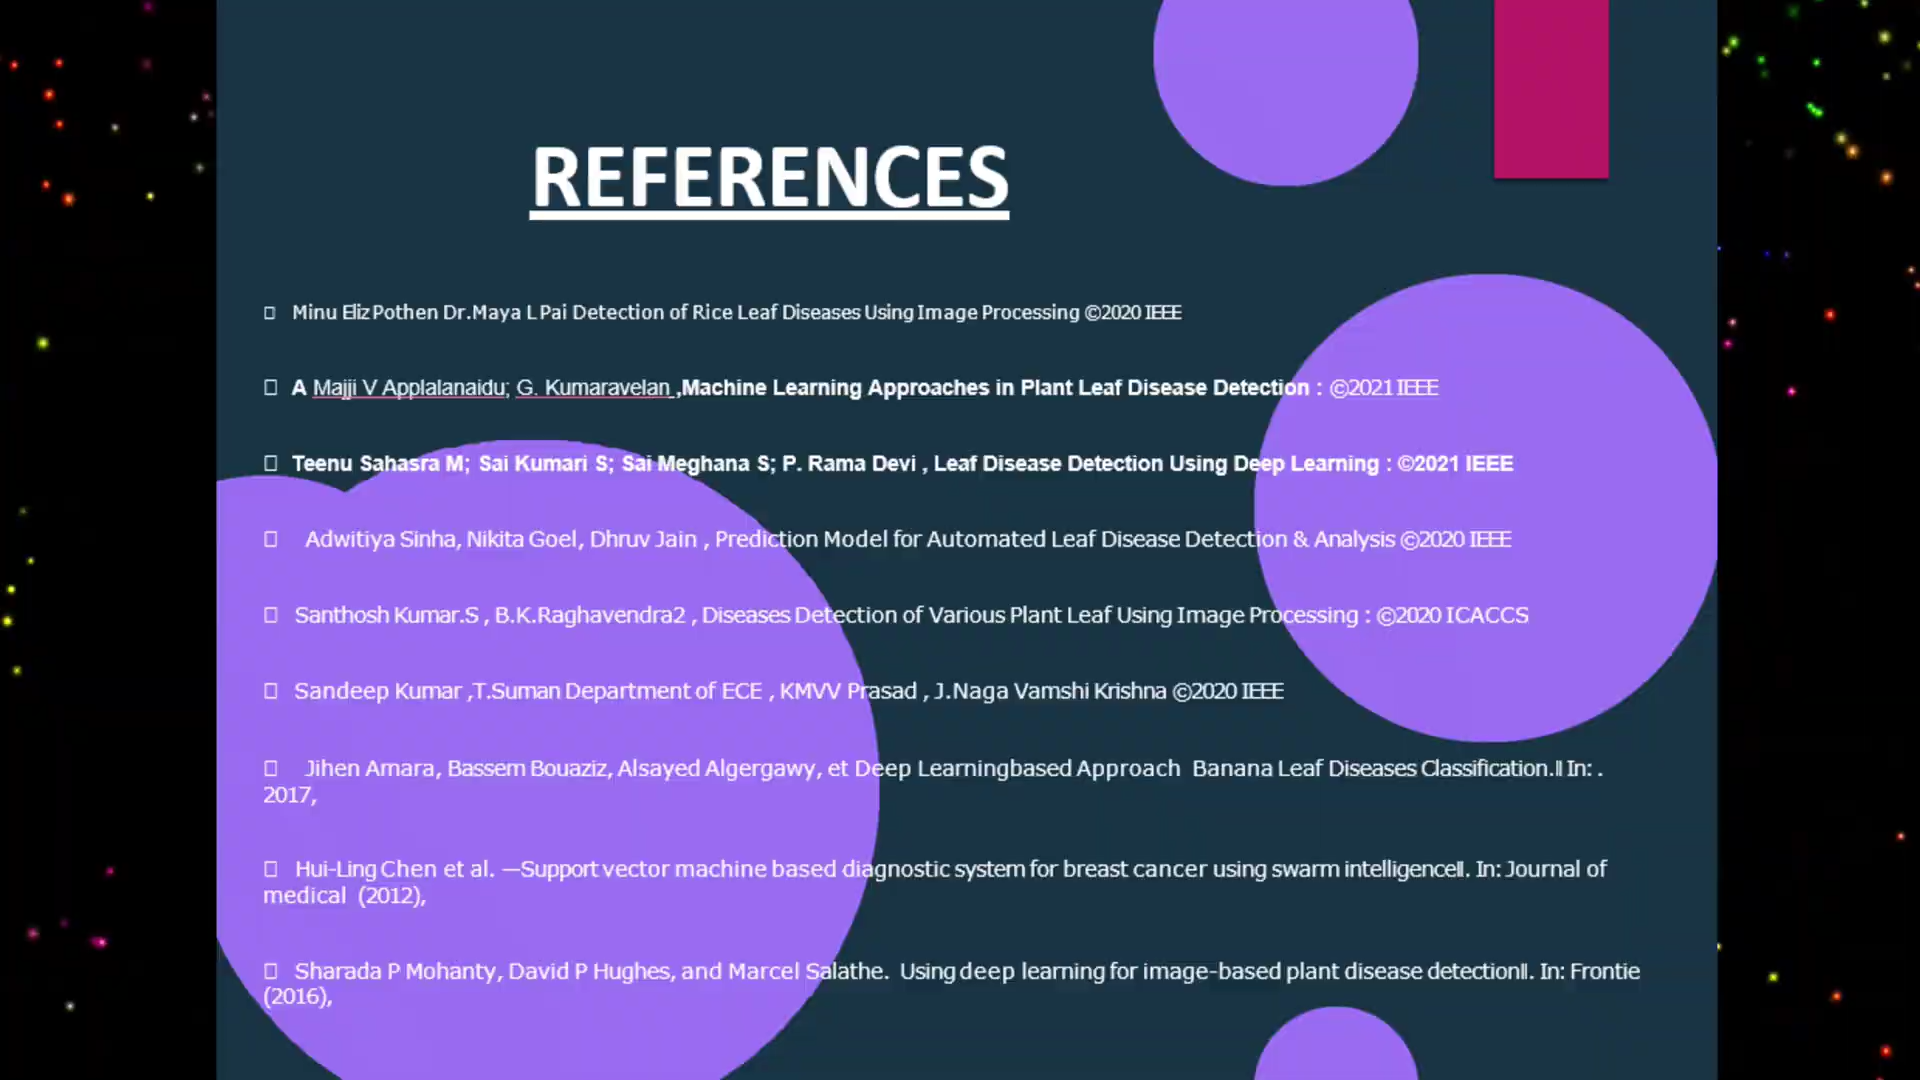 REFERENCES
Minu Eliz Pothen Dr.Maya L Pai Detection of Rice Leaf Diseases Using Image Processing ©2020 IEEE
A Majji V Applalanaidu; G. Kumaravelan ,Machine Learning Approaches in Plant Leaf Disease Detection : ©2021 IEEE
Teenu Sahasra M; Sai Kumari S; Sai Meghana S; P. Rama Devi , Leaf Disease Detection Using Deep Learning : ©2021 IEEE
Adwitiya Sinha, Nikita Goel, Dhruv Jain , Prediction Model for Automated Leaf Disease Detection & Analysis ©2020 IEEE
Santhosh Kumar.S , B.K.Raghavendra2 , Diseases Detection of Various Plant Leaf Using Image Processing : ©2020 ICACCS
Sandeep Kumar ,T.Suman Department of ECE , KMVV Prasad , J.Naga Vamshi Krishna ©2020 IEEE
Jihen Amara, Bassem Bouaziz, Alsayed Algergawy, et Deep Learningbased Approach Banana Leaf Diseases Classification.‖ In: .
2017,
Hui-Ling Chen et al. ―Support vector machine based diagnostic system for breast cancer using swarm intelligence‖. In: Journal of
medical (2012),
Sharada P Mohanty, David P Hughes, and Marcel Salathe. Using deep learning for image-based plant disease detection‖. In: Frontie
(2016),